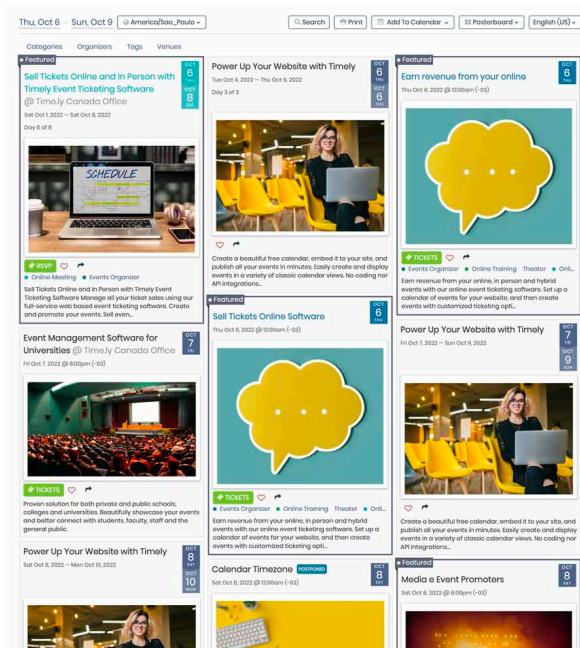 Thu, Oct 6 - Sun, Oct 9
America/Sao_Paulo
Search
Print
Add To Calendar
Posterboard
English (US)
Categories
Organizers
Tags
Venues
Featured
Sell Tickets Online and In Person with
Timely Event Ticketing Software
@ Time.ly Canada Office
Sat Oct 1, 2022 – Sat Oct 8, 2022
Day 6 of 8
OCT
6
THU
OCT
8
SAT
SCHEDULE
RSVP
Online Meeting
Events Organizer
Sell Tickets Online and In Person with Timely Event
Ticketing Software Manage all your ticket sales using our
full-service web based event ticketing software. Create
and promote your events. Sell even...
Event Management Software for
Universities @ Time.ly Canada Office
Fri Oct 7, 2022 @ 8:00pm (-03)
OCT
7
FRI
TICKETS
Proven solution for both private and public schools,
colleges and universities. Beautifully showcase your events
and better connect with students, faculty, staff and the
general public.
Power Up Your Website with Timely
Sat Oct 8, 2022 – Mon Oct 10, 2022
OCT
8
SAT
OCT
10
MON
Power Up Your Website with Timely
Tue Oct 4, 2022 – Thu Oct 6, 2022
Day 3 of 3
OCT
6
THU
OCT
6
THU
Create a beautiful free calendar, embed it to your site, and
publish all your events in minutes. Easily create and display
events in a variety of classic calendar views. No coding nor
API integrations...
Featured
Sell Tickets Online Software
Thu Oct 6, 2022 @ 12:00am (-03)
OCT
6
THU
TICKETS
Events Organizer
Online Training
Theater
Onli...
Earn revenue from your online, in person and hybrid
events with our online event ticketing software. Set up a
calendar of events for your website, and then create
events with customized ticketing opti...
Calendar Timezone POSTPONED
Sat Oct 8, 2022 @ 12:00am (-03)
OCT
8
SAT
Featured
Earn revenue from your online
Thu Oct 6, 2022 @ 12:00am (-03)
OCT
6
THU
TICKETS
Events Organizer
Online Training
Theater
Onli...
Earn revenue from your online, in person and hybrid
events with our online event ticketing software. Set up a
calendar of events for your website, and then create
events with customized ticketing opti...
Power Up Your Website with Timely
Fri Oct 7, 2022 – Sun Oct 9, 2022
OCT
7
FRI
OCT
9
SUN
Create a beautiful free calendar, embed it to your site, and
publish all your events in minutes. Easily create and display
events in a variety of classic calendar views. No coding nor
API integrations...
Featured
Media e Event Promoters
Sat Oct 8, 2022 @ 8:00pm (-03)
OCT
8
SAT